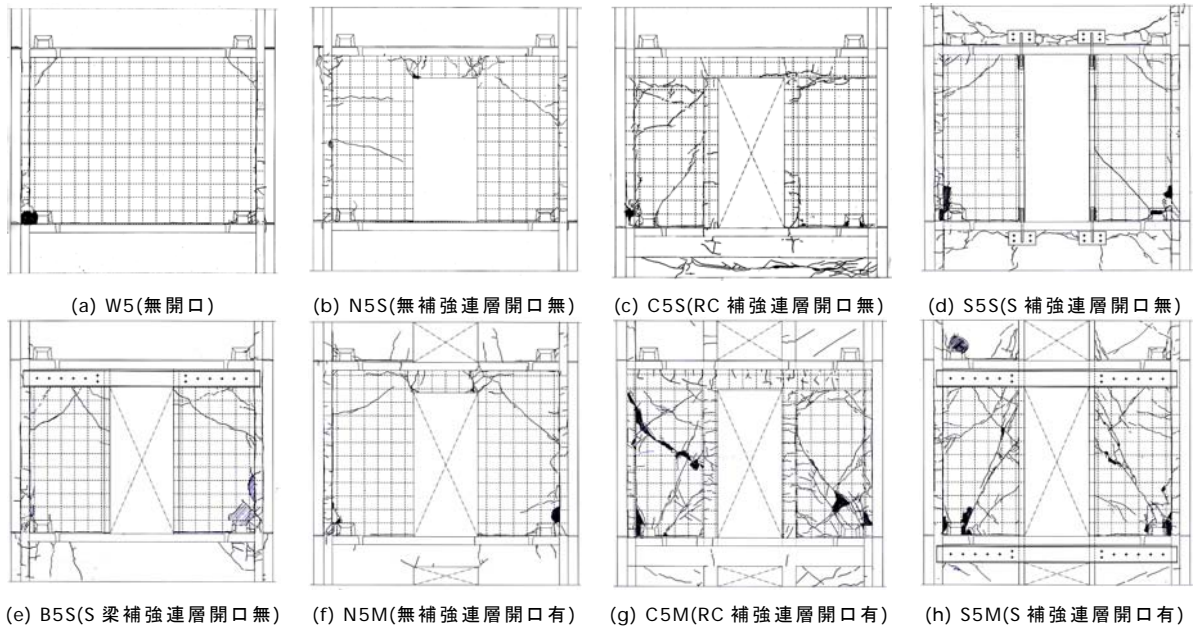 (a) W5(無開口)
(b) N5S(無補強連層開口無)
(c) C5S(RC 補強連層開口無)
(d) S5S(S 補強連層開口無)
(e) B5S(S 梁補強連層開口無)
(f) N5M(無補強連層開口有)
(g) C5M(RC 補強連層開口有)
(h) S5M(S 補強連層開口有)